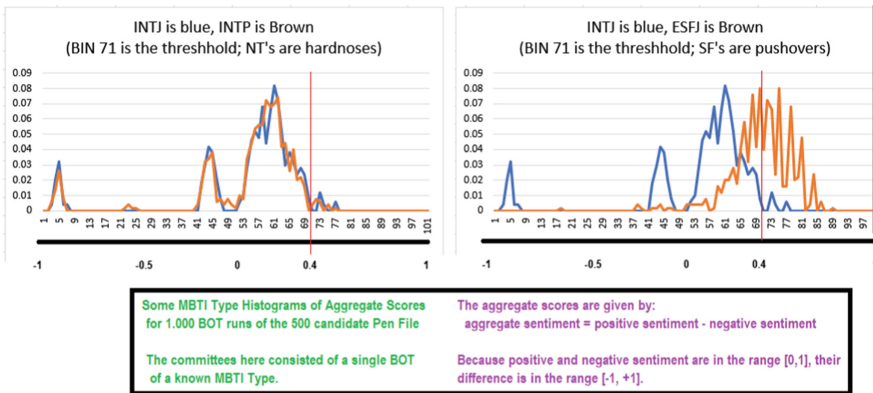 INTJ is blue, INTP is Brown
(BIN 71 is the threshhold; NT's are hardnoses)
0.09
0.08
0.07
0.06
0.05
0.04
0.03
0.02
0.01
0
1 5 9 13 17 21 25 29 33 37 41 45 49 53 57 61 65 69 73 77 81 85 89 93 97 101
-1 -0.5 0 0.4 1
INTJ is blue, ESFJ is Brown
(BIN 71 is the threshhold; SF's are pushovers)
0.09
0.08
0.07
0.06
0.05
0.04
0.03
0.02
0.01
0
1 5 9 13 17 21 25 29 33 37 41 45 49 53 57 61 65 69 73 77 81 85 89 93 97
-1 -0.5 0 0.4
Some MBTI Type Histograms of Aggregate Scores
for 1.000 BOT runs of the 500 candidate Pen File
The committees here consisted of a single BOT
of a known MBTI Type.
The aggregate scores are given by:
aggregate sentiment = positive sentiment - negative sentiment
Because positive and negative sentiment are in the range [0,1], their
difference is in the range [-1, +1].